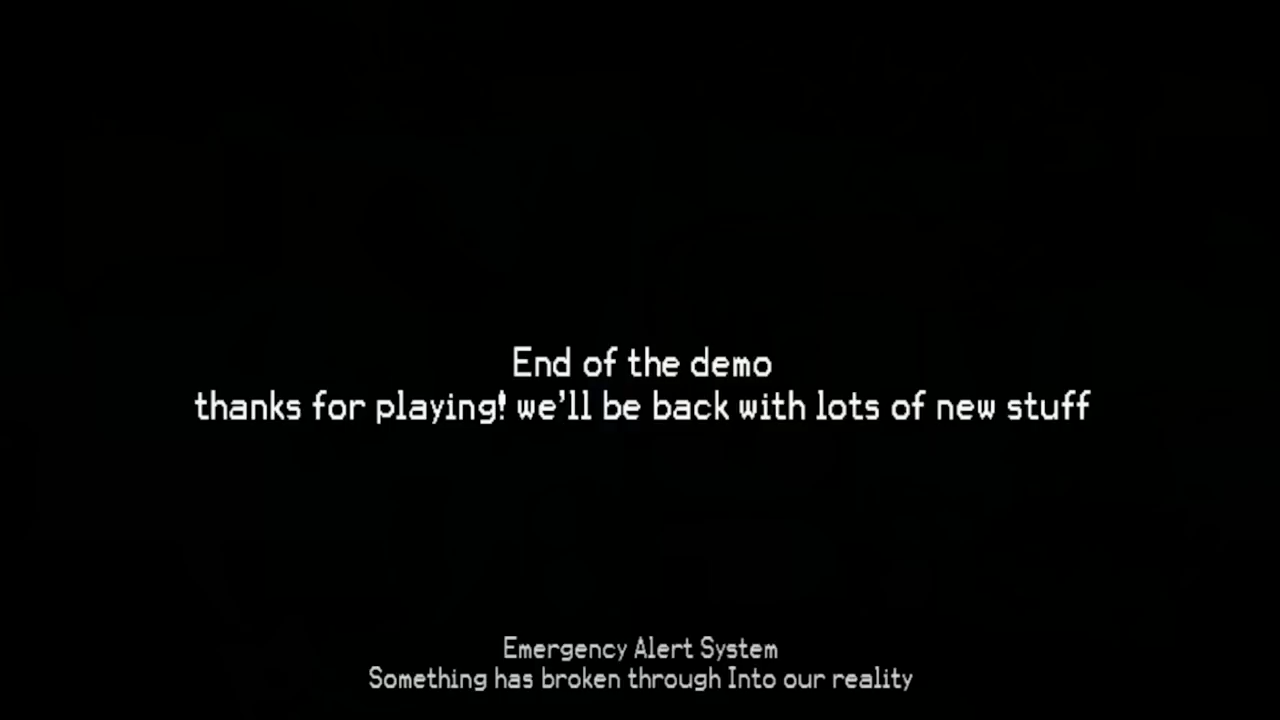 End of the demo
thanks for playing! we'll be back with lots of new stuff
Emergency Alert System
Something has broken through Into our reality